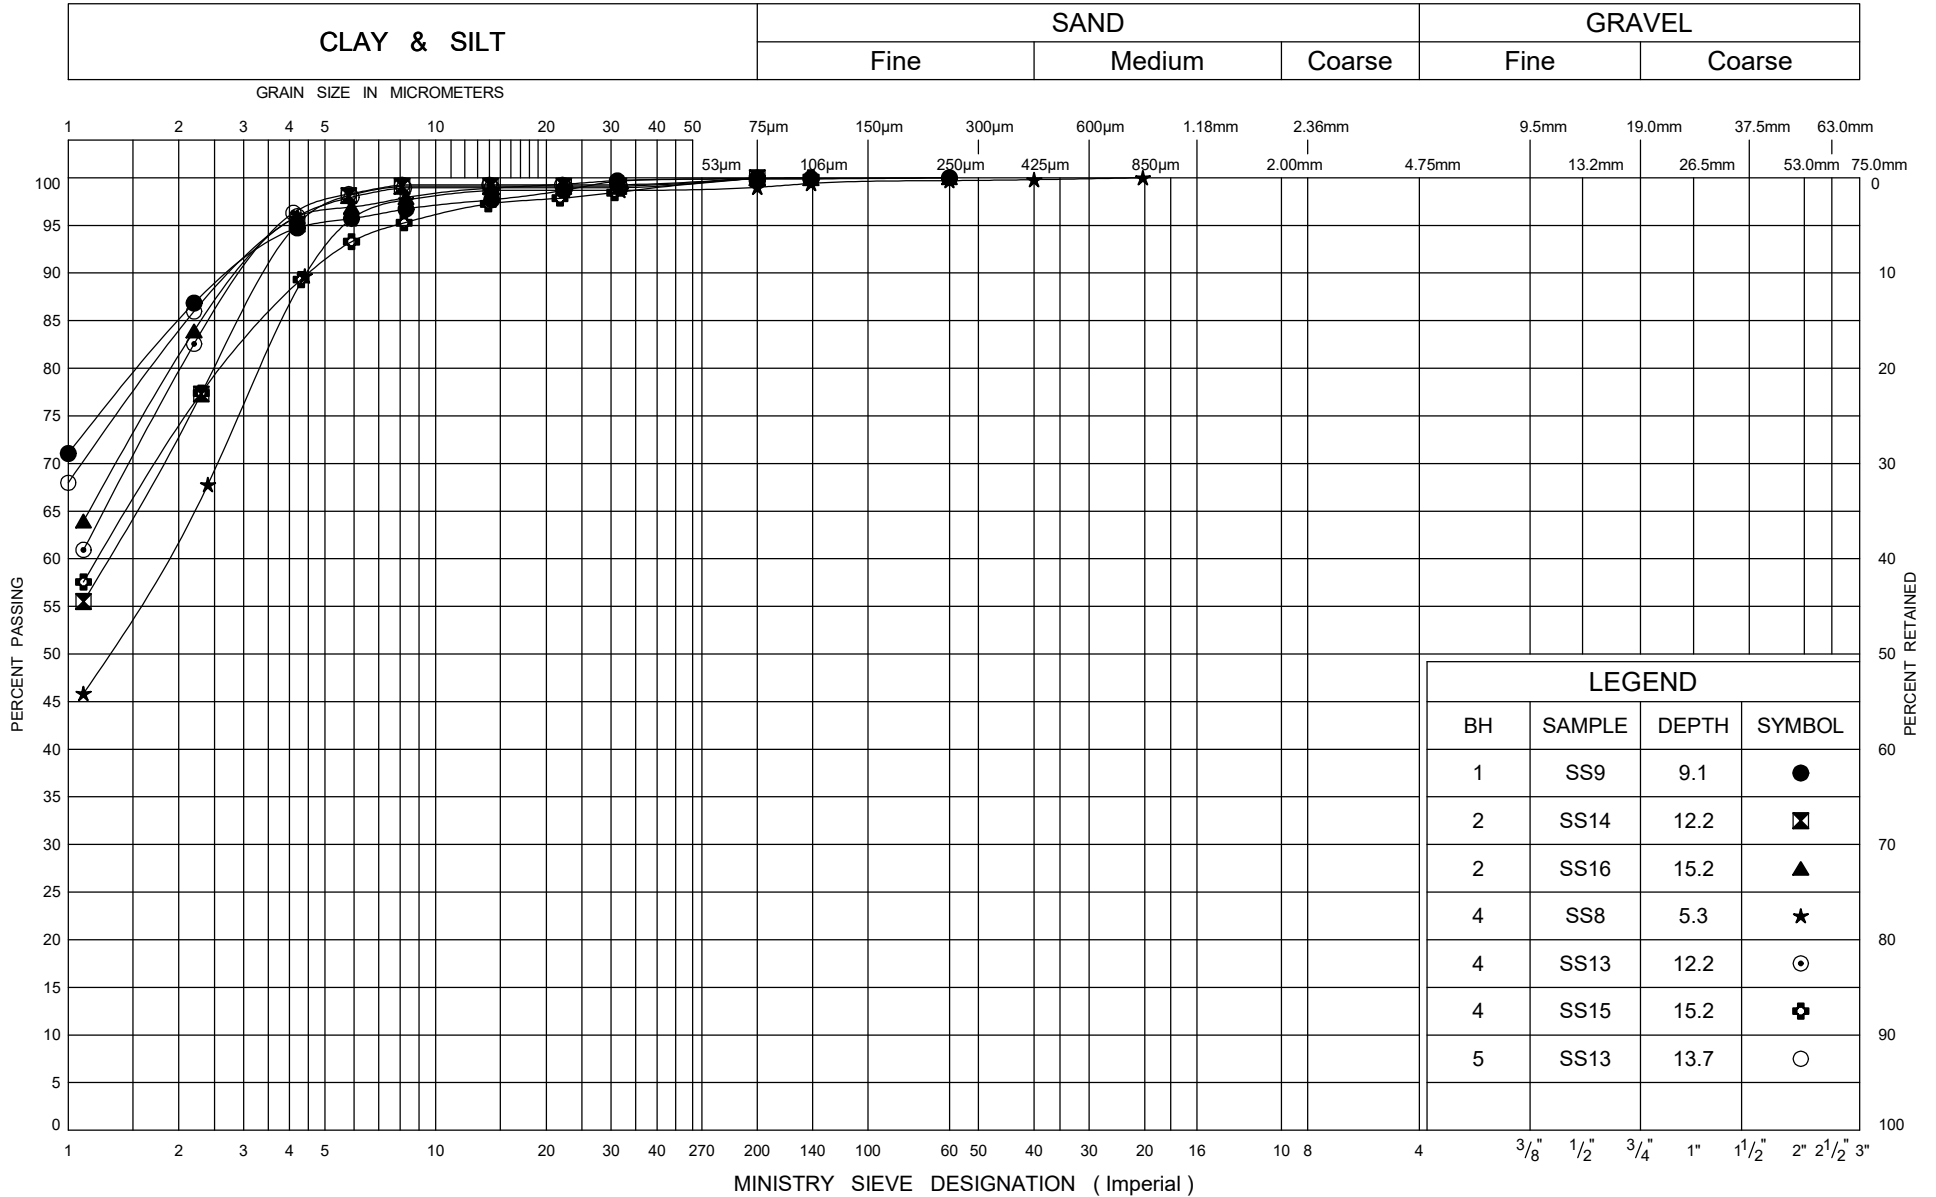 CLAY & SILT
SAND
GRAVEL
Fine Medium Coarse Fine Coarse
GRAIN SIZE IN MICROMETERS
1 2 3 4 5 10 20 30 40 50 75µm 150µm 300µm 600µm 1.18mm 2.36mm 9.5mm 19.0mm 37.5mm 63.0mm
53µm 106µm 250µm 425µm 850µm 2.00mm 4.75mm 13.2mm 26.5mm 53.0mm 75.0mm
100 0
95
90 10
85
80 20
75
70 30
65
60 40
55
50 50
45
40 60
35
30 70
25
20 80
15
10 90
5
0 100
PERCENT PASSING
PERCENT RETAINED
LEGEND
BH SAMPLE DEPTH SYMBOL
1 SS9 9.1
2 SS14 12.2
2 SS16 15.2
4 SS8 5.3
4 SS13 12.2
4 SS15 15.2
5 SS13 13.7
1 2 3 4 5 10 20 30 40 50 270 200 140 100 60 50 40 30 20 16 10 8 4 3/8" 1/2" 3/4" 1" 1 1/2" 2" 2 1/2" 3"
MINISTRY SIEVE DESIGNATION ( Imperial )